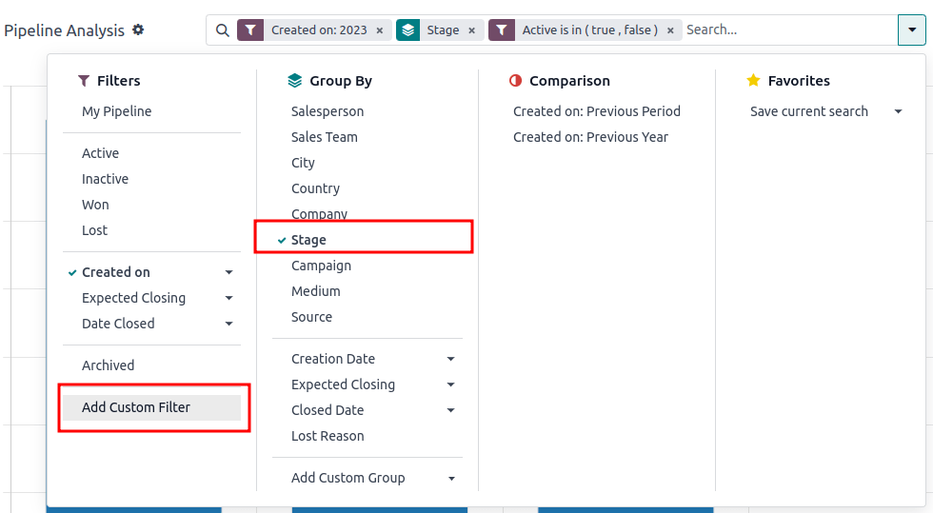 Pipeline Analysis
Created on: 2023 ×
Stage ×
Active is in ( true , false ) ×
Search...
Filters
My Pipeline
Active
Inactive
Won
Lost
Created on
Expected Closing
Date Closed
Archived
Add Custom Filter
Group By
Salesperson
Sales Team
City
Country
Company
Stage
Campaign
Medium
Source
Creation Date
Expected Closing
Closed Date
Lost Reason
Add Custom Group
Comparison
Created on: Previous Period
Created on: Previous Year
Favorites
Save current search